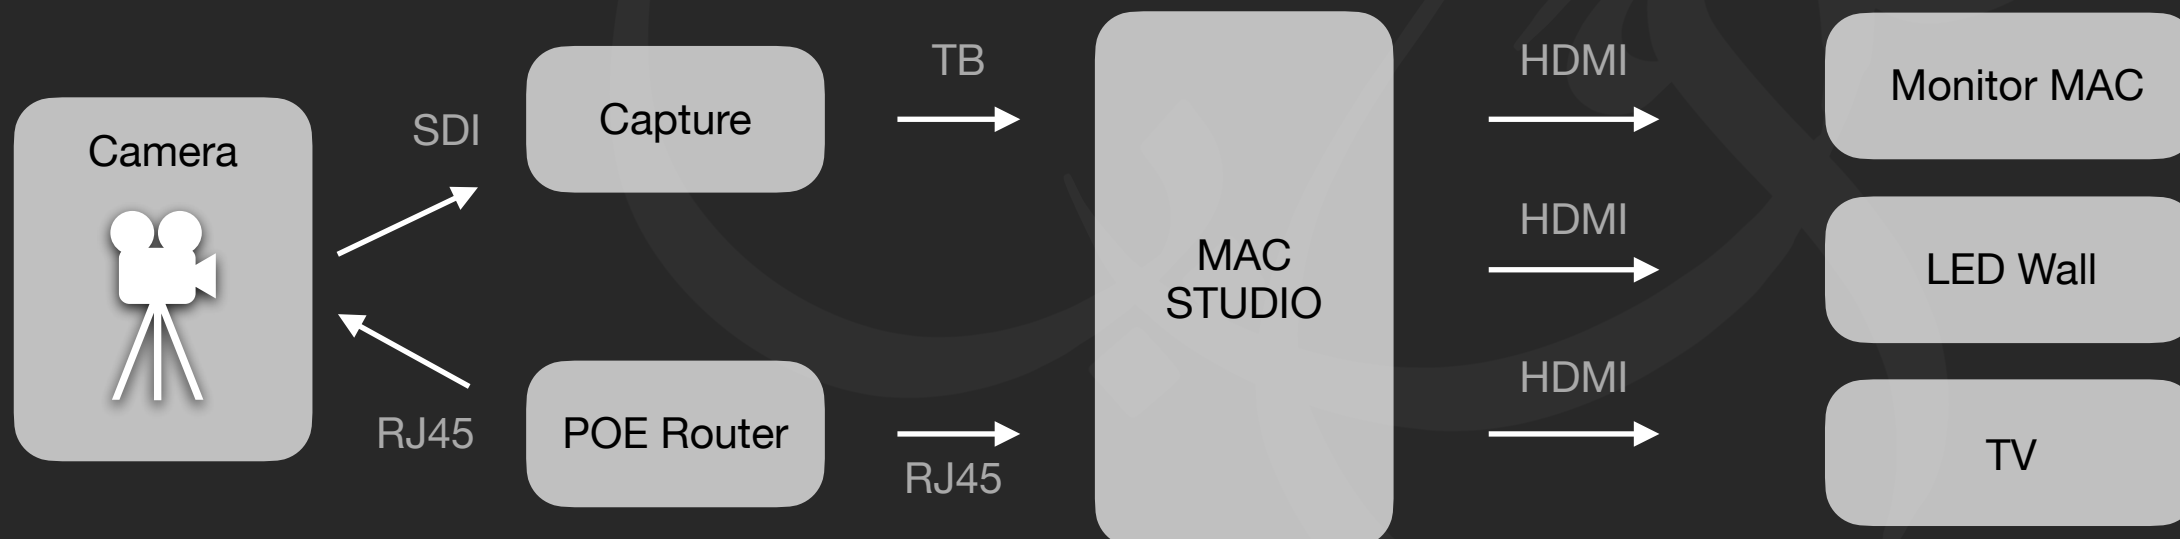 Camera
SDI
Capture
TB
RJ45
POE Router
RJ45
MAC
STUDIO
HDMI
Monitor MAC
HDMI
LED Wall
HDMI
TV